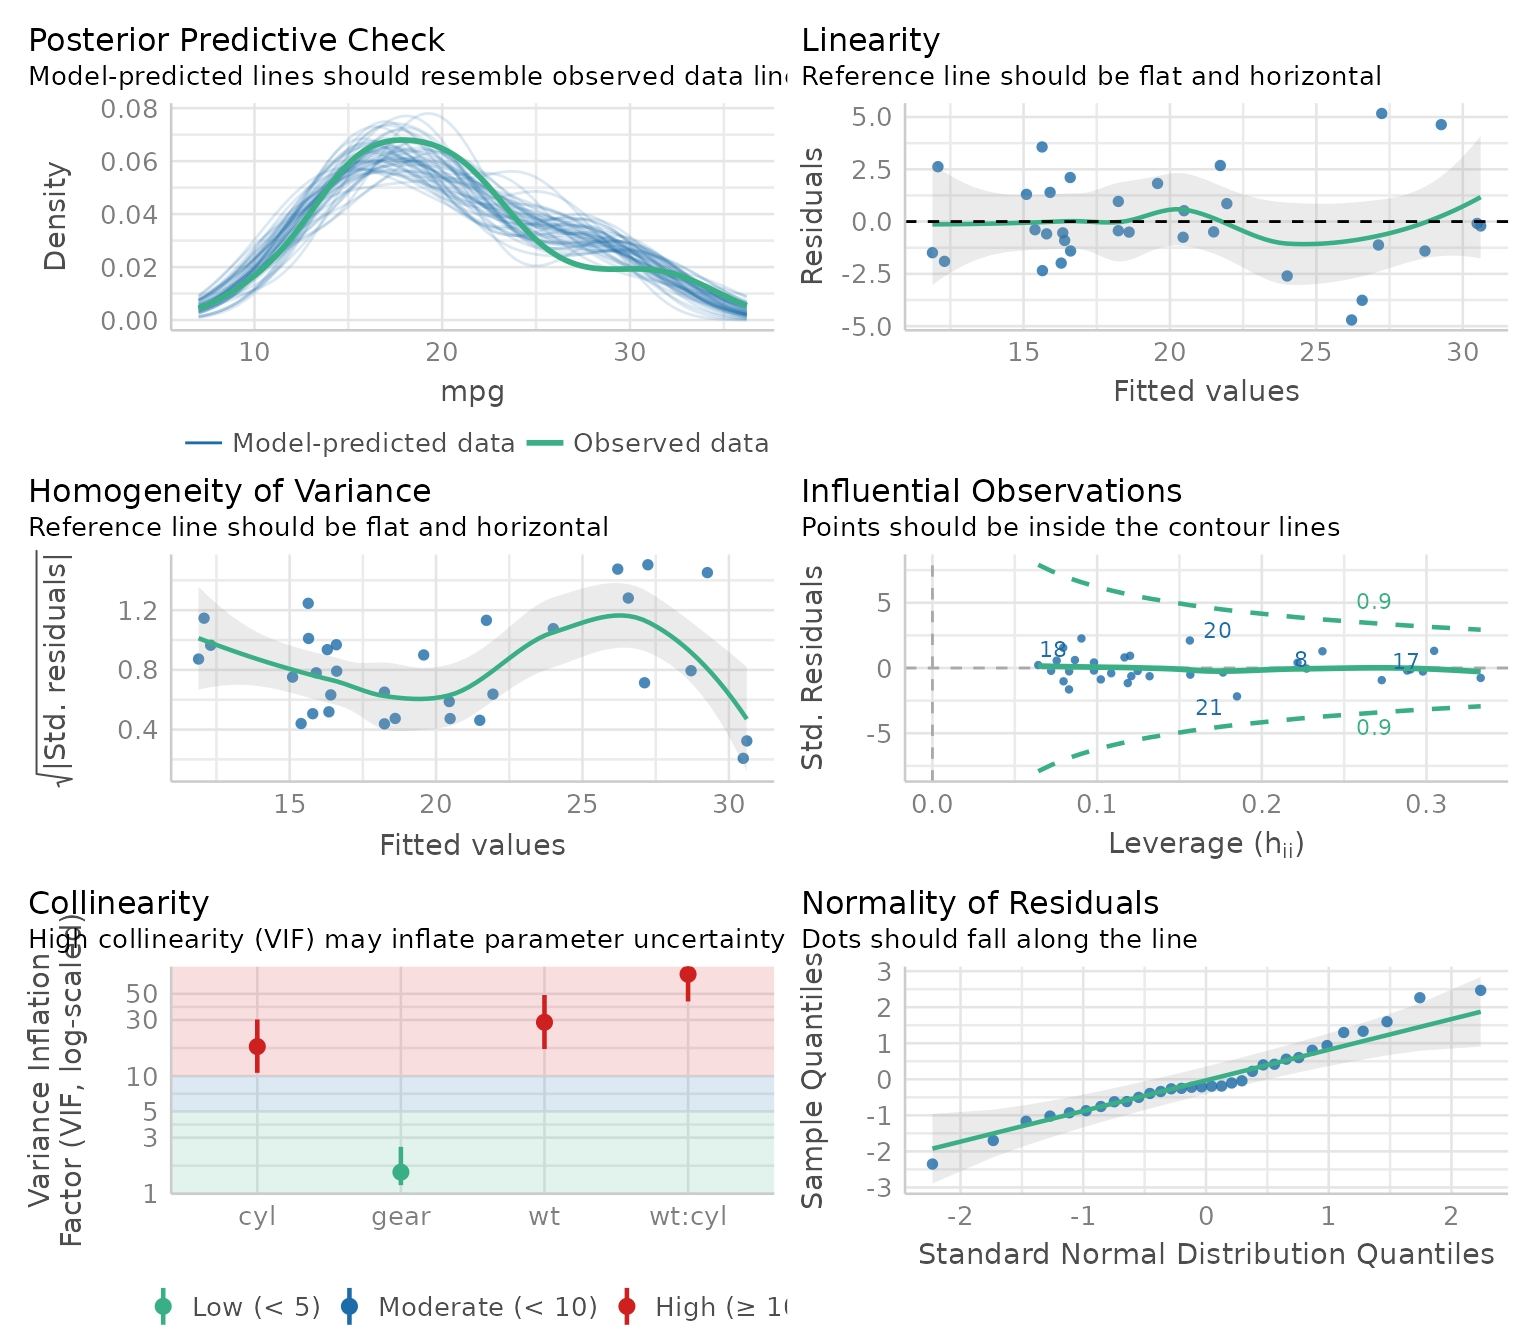 Posterior Predictive Check
Model-predicted lines should resemble observed data
Density
0.08
0.06
0.04
0.02
0.00
10 20 30
mpg
Model-predicted data Observed data
Linearity
Reference line should be flat and horizontal
Residuals
5.0
2.5
0.0
-2.5
-5.0
15 20 25 30
Fitted values
Homogeneity of Variance
Reference line should be flat and horizontal
√|Std. residuals|
1.2
0.8
0.4
15 20 25 30
Fitted values
Influential Observations
Points should be inside the contour lines
Std. Residuals
5
0
-5
0.9
20
18
8
17
21
0.9
0.0 0.1 0.2 0.3
Leverage (hii)
Collinearity
High collinearity (VIF) may inflate parameter uncertainty
Variance Inflation
Factor (VIF, log-scaled)
50
30
10
5
3
1
cyl gear wt wt:cyl
Low (< 5) Moderate (< 10) High (≥ 1
Normality of Residuals
Dots should fall along the line
Sample Quantiles
3
2
1
0
-1
-2
-3
-2 -1 0 1 2
Standard Normal Distribution Quantiles